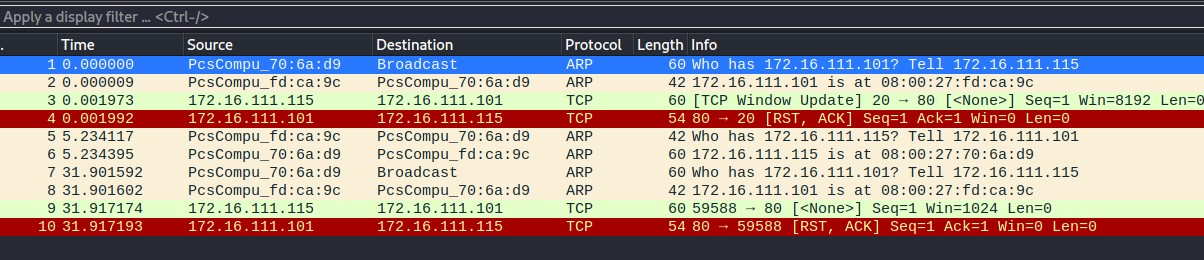 Apply a display filter ... <Ctrl-/>
. Time Source Destination Protocol Length Info
1 0.000000 PcsCompu_70:6a:d9 Broadcast ARP 60 Who has 172.16.111.101? Tell 172.16.111.115
2 0.000009 PcsCompu_fd:ca:9c PcsCompu_70:6a:d9 ARP 42 172.16.111.101 is at 08:00:27:fd:ca:9c
3 0.001973 172.16.111.115 172.16.111.101 TCP 60 [TCP Window Update] 20 → 80 [<None>] Seq=1 Win=8192 Len=0
4 0.001992 172.16.111.101 172.16.111.115 TCP 54 80 → 20 [RST, ACK] Seq=1 Ack=1 Win=0 Len=0
5 5.234117 PcsCompu_fd:ca:9c PcsCompu_70:6a:d9 ARP 42 Who has 172.16.111.115? Tell 172.16.111.101
6 5.234395 PcsCompu_70:6a:d9 PcsCompu_fd:ca:9c ARP 60 172.16.111.115 is at 08:00:27:70:6a:d9
7 31.901592 PcsCompu_70:6a:d9 Broadcast ARP 60 Who has 172.16.111.101? Tell 172.16.111.115
8 31.901602 PcsCompu_fd:ca:9c PcsCompu_70:6a:d9 ARP 42 172.16.111.101 is at 08:00:27:fd:ca:9c
9 31.917174 172.16.111.115 172.16.111.101 TCP 60 59588 → 80 [<None>] Seq=1 Win=1024 Len=0
10 31.917193 172.16.111.101 172.16.111.115 TCP 54 80 → 59588 [RST, ACK] Seq=1 Ack=1 Win=0 Len=0